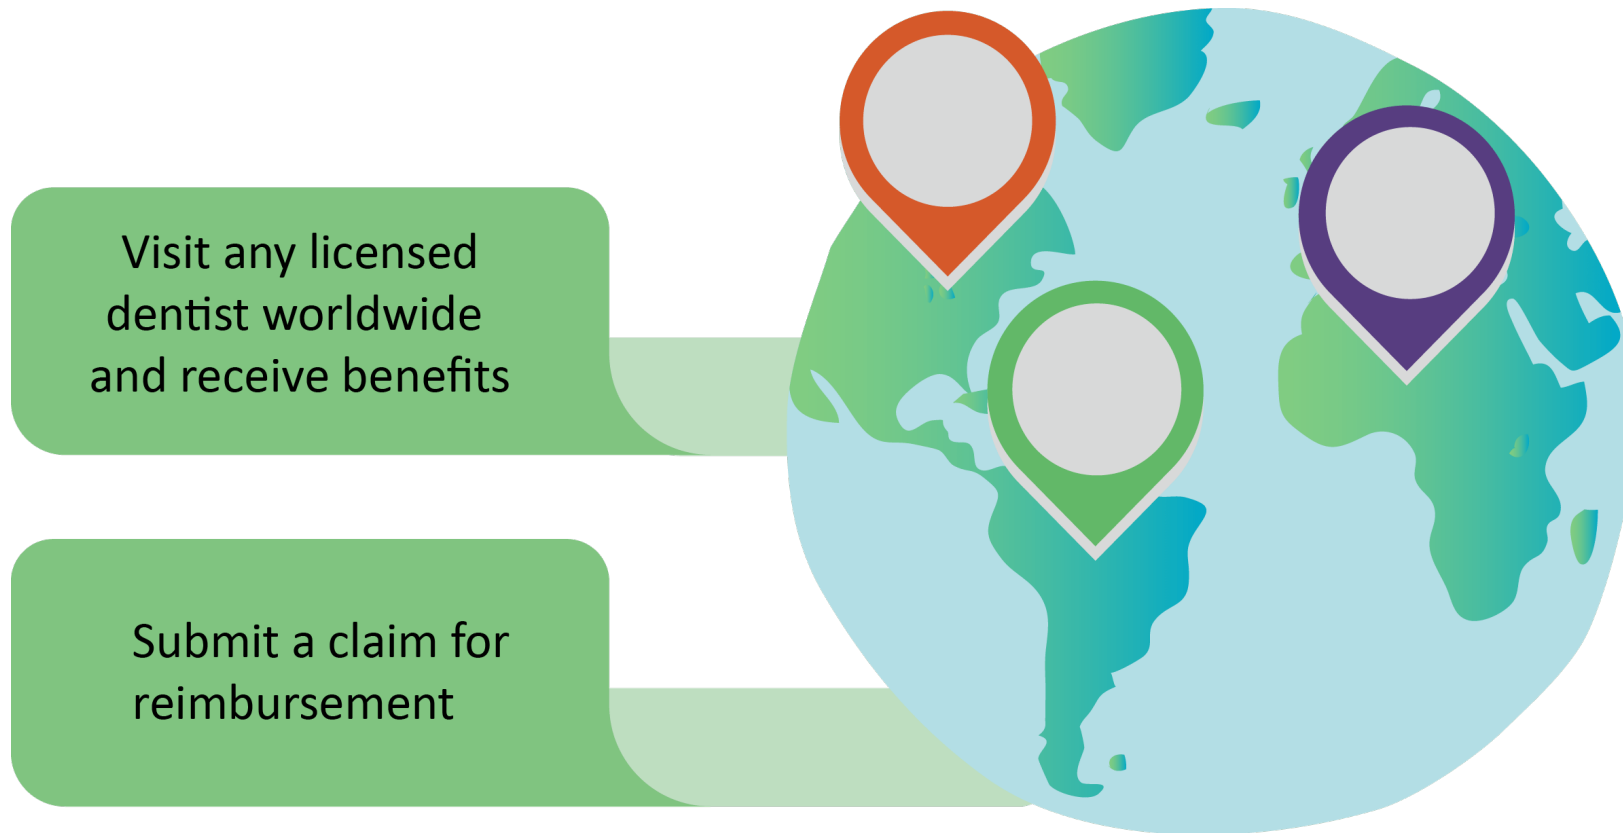 Visit any licensed
dentist worldwide
and receive benefits
Submit a claim for
reimbursement